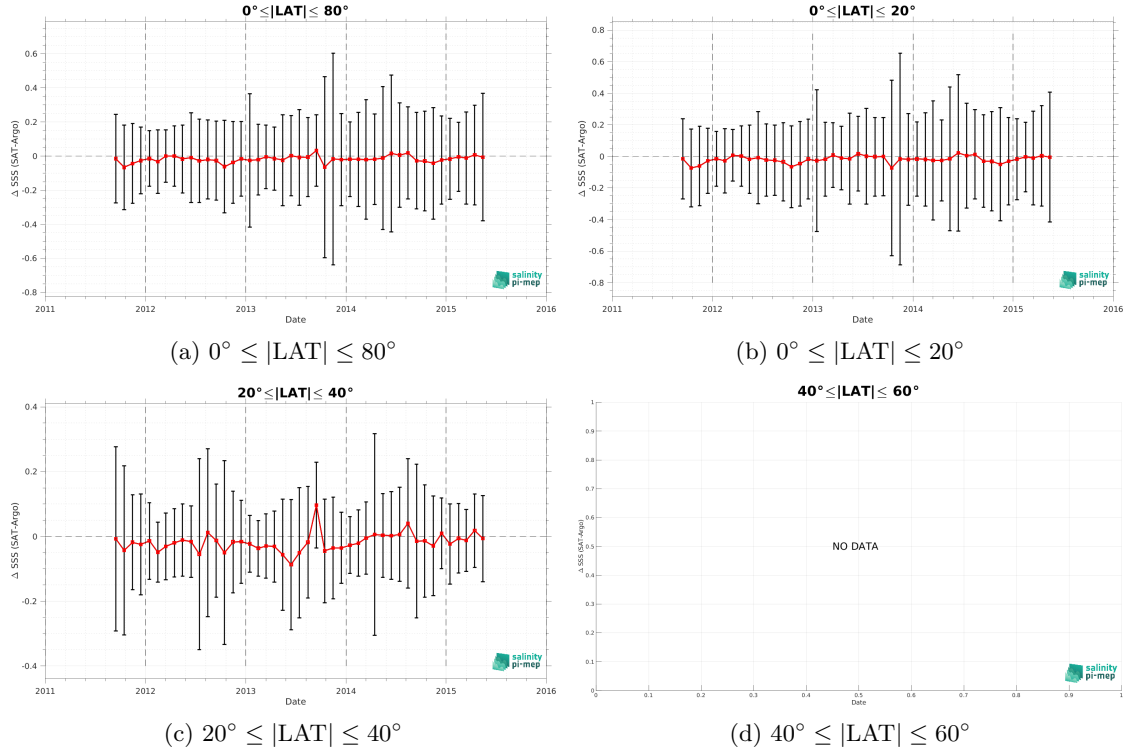 0°≤|LAT|≤ 80°
Δ SSS (SAT-Argo)
0.6
0.4
0.2
0
-0.2
-0.4
-0.6
-0.8
2011 2012 2013 2014 2015 2016
Date
salinity
pi-mep
(a) 0° ≤ |LAT| ≤ 80°
0°≤|LAT|≤ 20°
Δ SSS (SAT-Argo)
0.8
0.6
0.4
0.2
0
-0.2
-0.4
-0.6
-0.8
2011 2012 2013 2014 2015 2016
Date
salinity
pi-mep
(b) 0° ≤ |LAT| ≤ 20°
20°≤|LAT|≤ 40°
Δ SSS (SAT-Argo)
0.4
0.2
0
-0.2
-0.4
2011 2012 2013 2014 2015 2016
Date
salinity
pi-mep
(c) 20° ≤ |LAT| ≤ 40°
40°≤|LAT|≤ 60°
Δ SSS (SAT-Argo)
1
0.9
0.8
0.7
0.6
0.5
0.4
0.3
0.2
0.1
0
NO DATA
0 0.1 0.2 0.3 0.4 0.5 0.6 0.7 0.8 0.9 1
Date
salinity
pi-mep
(d) 40° ≤ |LAT| ≤ 60°